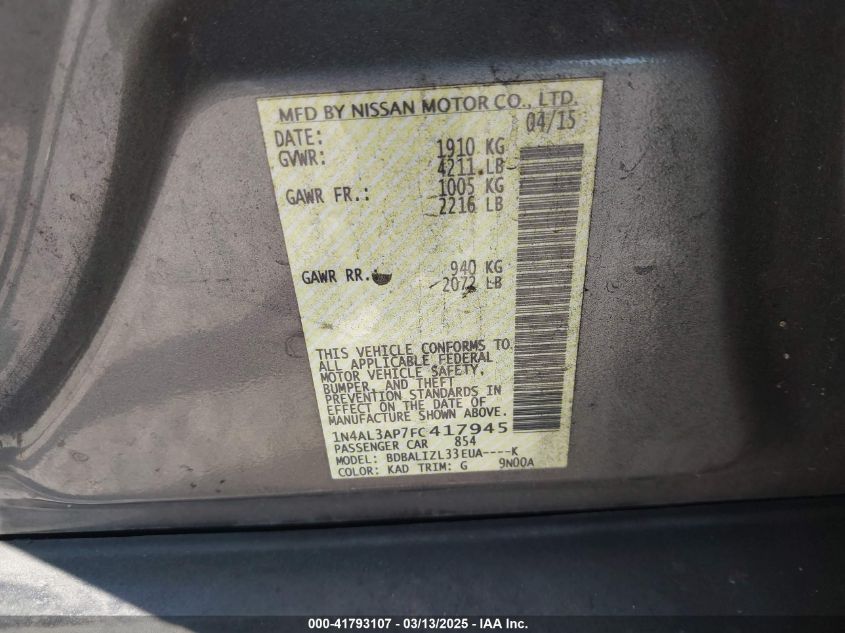 MFD BY NISSAN MOTOR CO., LTD.
DATE: 04/15
GVWR: 1910 KG
4211 LB
GAWR FR.: 1005 KG
2216 LB
GAWR RR.: 940 KG
2072 LB
THIS VEHICLE CONFORMS TO
ALL APPLICABLE FEDERAL
MOTOR VEHICLE SAFETY,
BUMPER, AND THEFT
PREVENTION STANDARDS IN
EFFECT ON THE DATE OF
MANUFACTURE SHOWN ABOVE.
1N4AL3AP7FC417945
PASSENGER CAR 854
MODEL: BDBALIZL33EUA----K
COLOR: KAD TRIM: G 9N00A
000-41793107 - 03/13/2025 - IAA Inc.